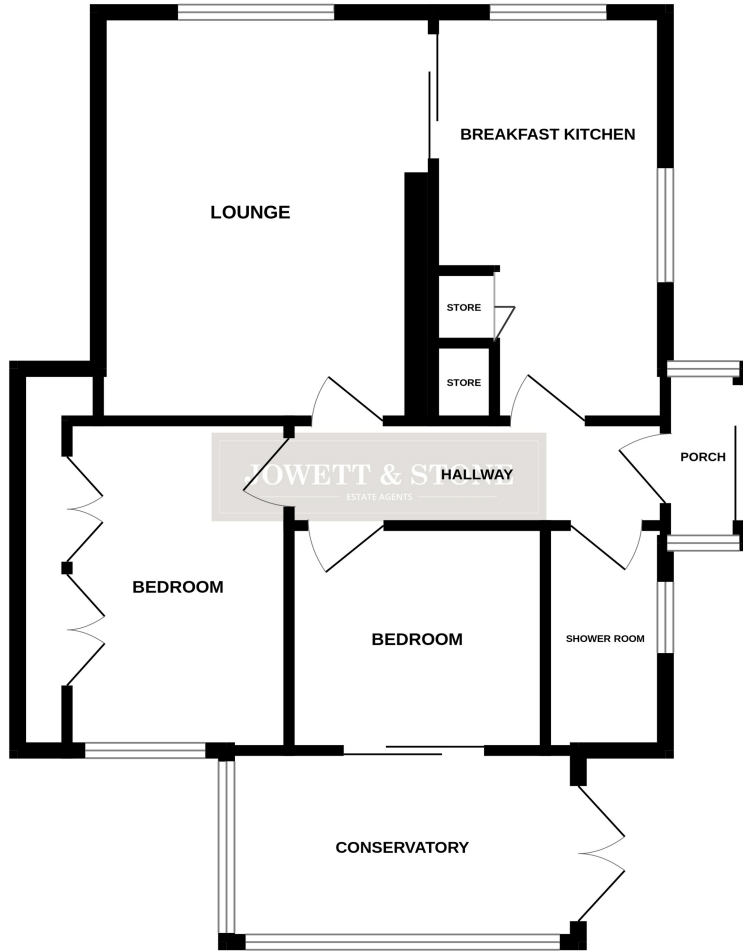 BREAKFAST KITCHEN
LOUNGE
STORE
STORE
PORCH
JOWETT & STONE
HALLWAY
ESTATE AGENTS
BEDROOM
BEDROOM
SHOWER ROOM
CONSERVATORY